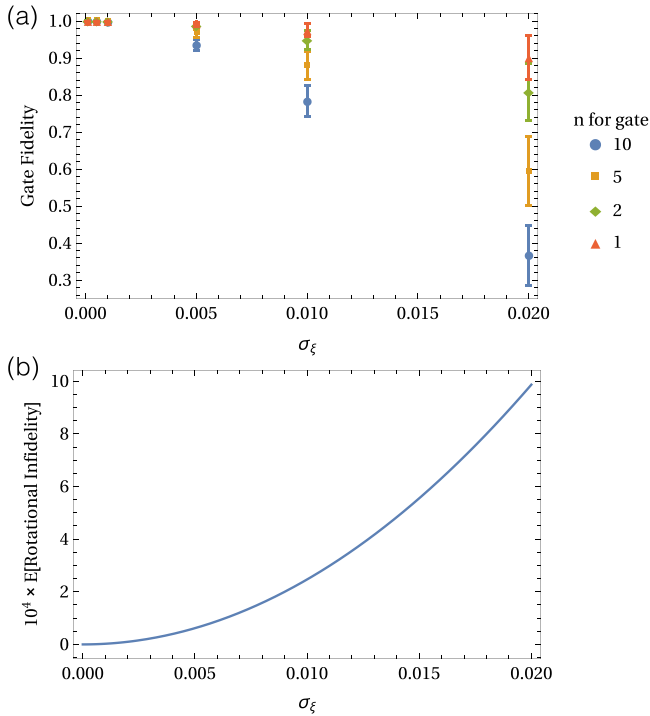 (a)
1.0
0.9
0.8
0.7
0.6
0.5
0.4
0.3
Gate Fidelity
0.000 0.005 0.010 0.015 0.020
σξ
n for gate
10
5
2
1
(b)
10
8
6
4
2
0
10⁴ × E[Rotational Infidelity]
0.000 0.005 0.010 0.015 0.020
σξ